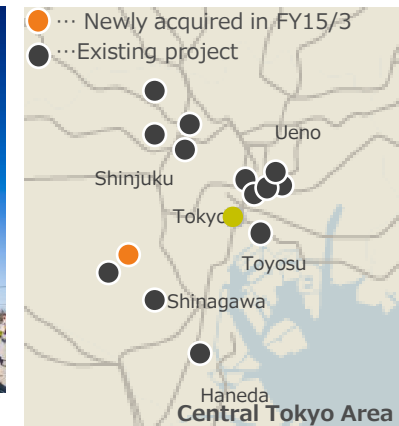 … Newly acquired in FY15/3
…Existing project
Ueno
Shinjuku
Tokyo
Toyosu
Shinagawa
Haneda
Central Tokyo Area